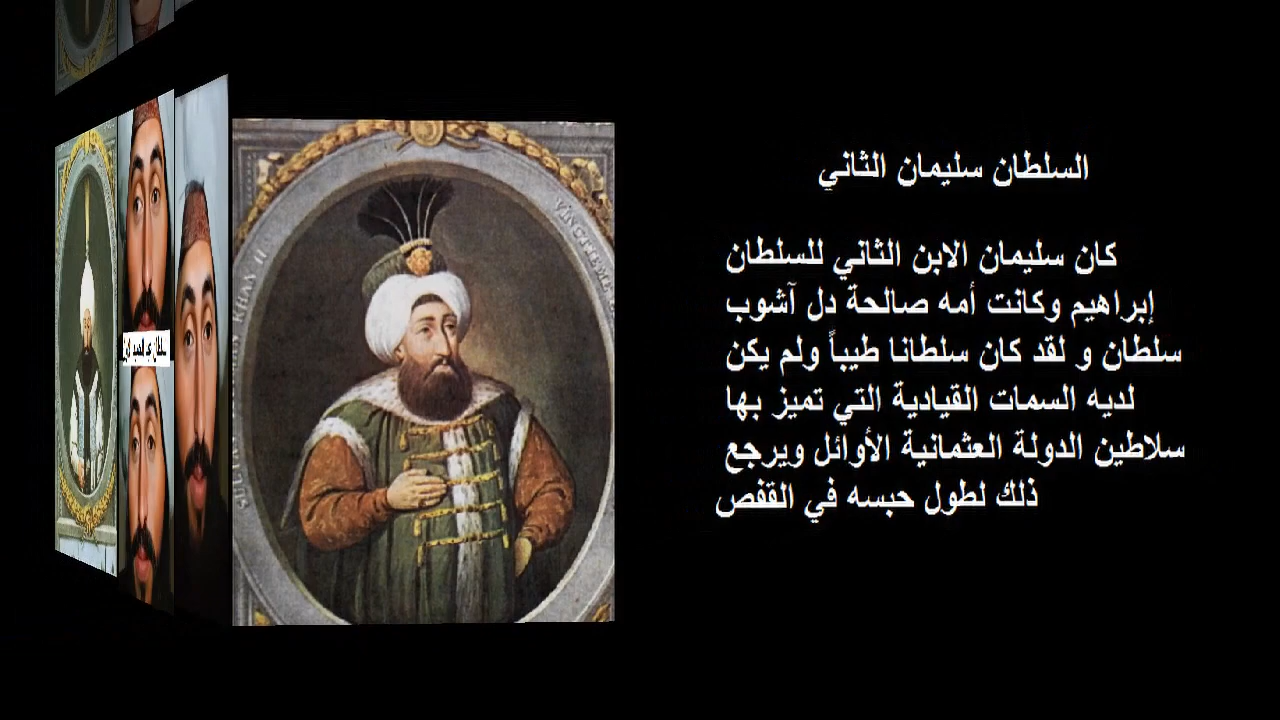 السلطان سليمان الثاني
كان سليمان الابن الثاني للسلطان
إبراهيم وكانت أمه صالحة دل آشوب
سلطان و لقد كان سلطانا طيباً ولم يكن
لديه السمات القيادية التي تميز بها
سلاطين الدولة العثمانية الأوائل ويرجع
ذلك لطول حبسه في القفص